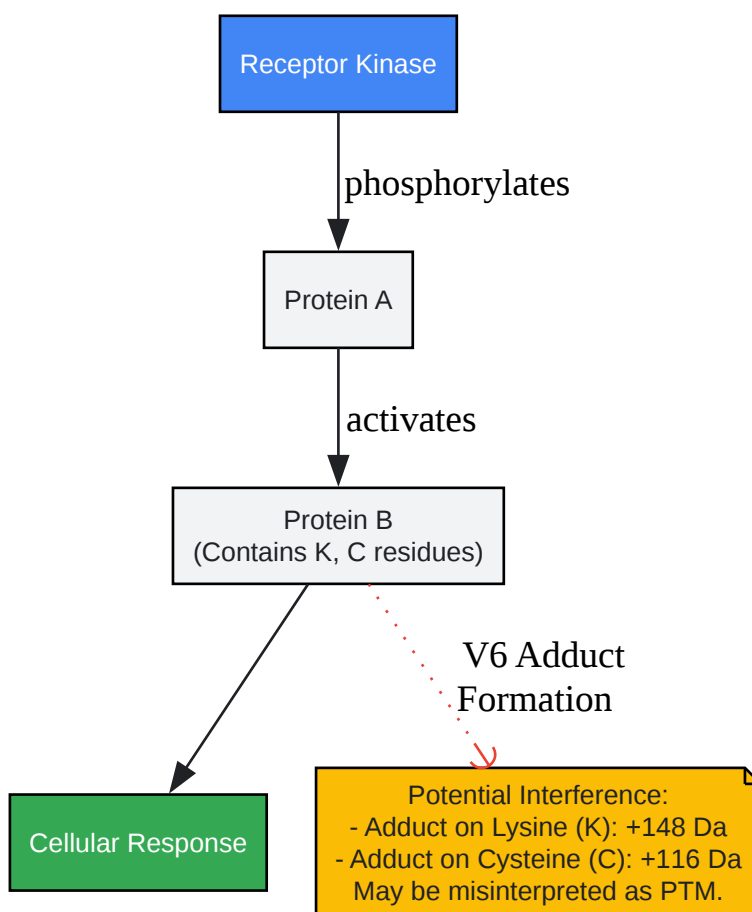 Receptor Kinase
phosphorylates
Protein A
activates
Protein B
(Contains K, C residues)
V6 Adduct
Formation
Cellular Response
Potential Interference:
- Adduct on Lysine (K): +148 Da
- Adduct on Cysteine (C): +116 Da
May be misinterpreted as PTM.